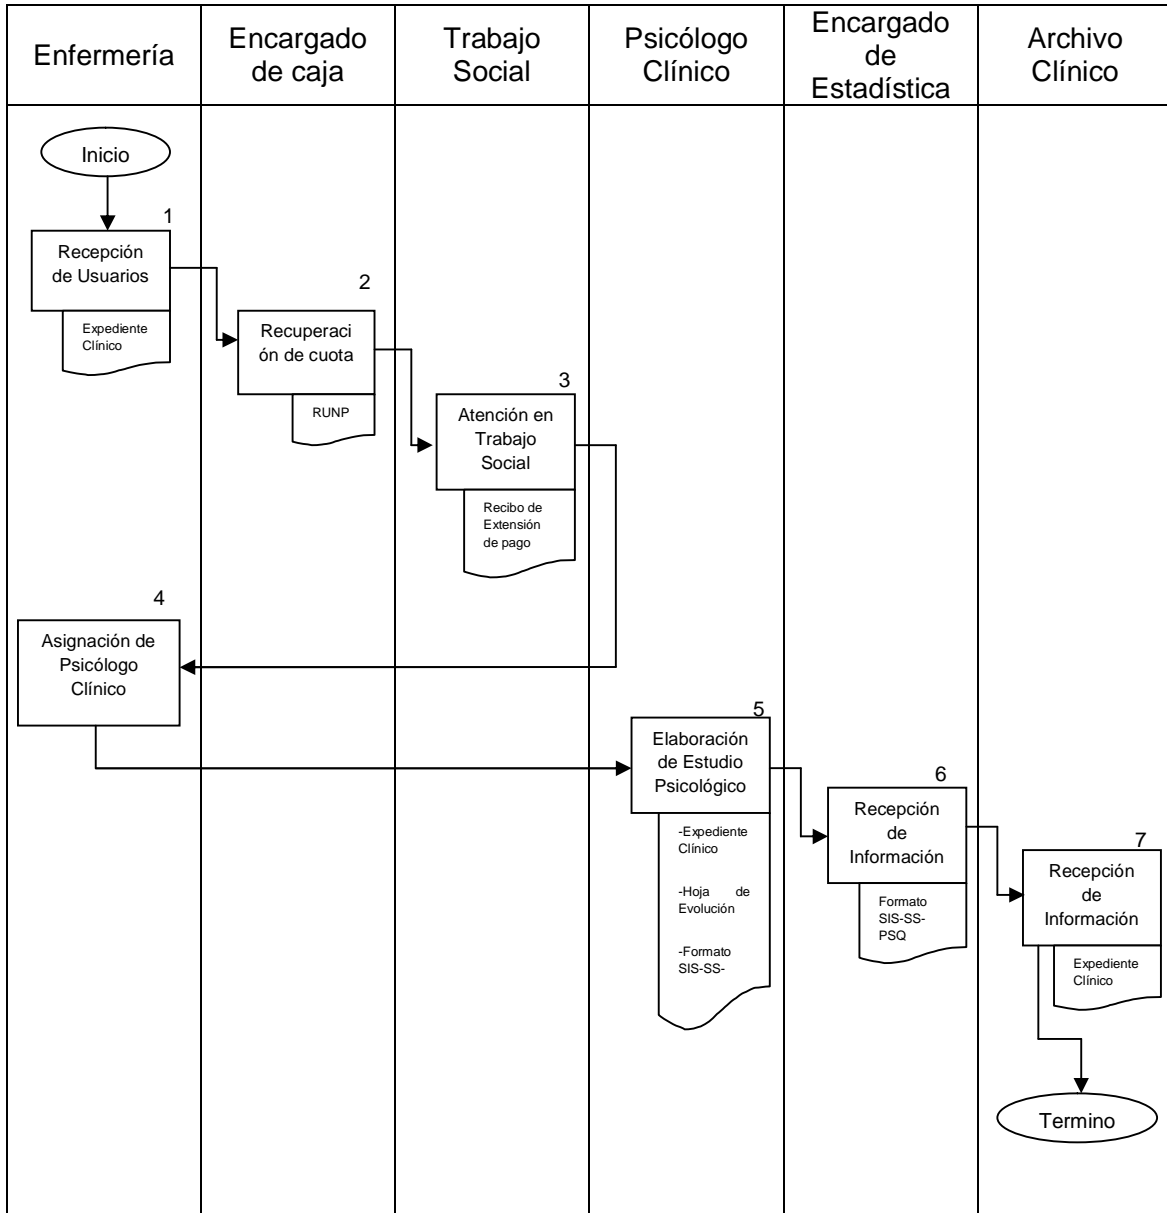 Enfermería
Encargado
de caja
Trabajo
Social
Psicólogo
Clínico
Encargado
de
Estadística
Archivo
Clínico
Inicio
1
Recepción
de Usuarios
Expediente
Clínico
2
Recuperaci
ón de cuota
RUNP
3
Atención en
Trabajo
Social
Recibo de
Extensión
de pago
4
Asignación de
Psicólogo
Clínico
5
Elaboración
de Estudio
Psicológico
-Expediente
Clínico
-Hoja de
Evolución
-Formato
SIS-SS-
6
Recepción
de
Información
Formato
SIS-SS-
PSQ
7
Recepción
de
Información
Expediente
Clínico
Termino